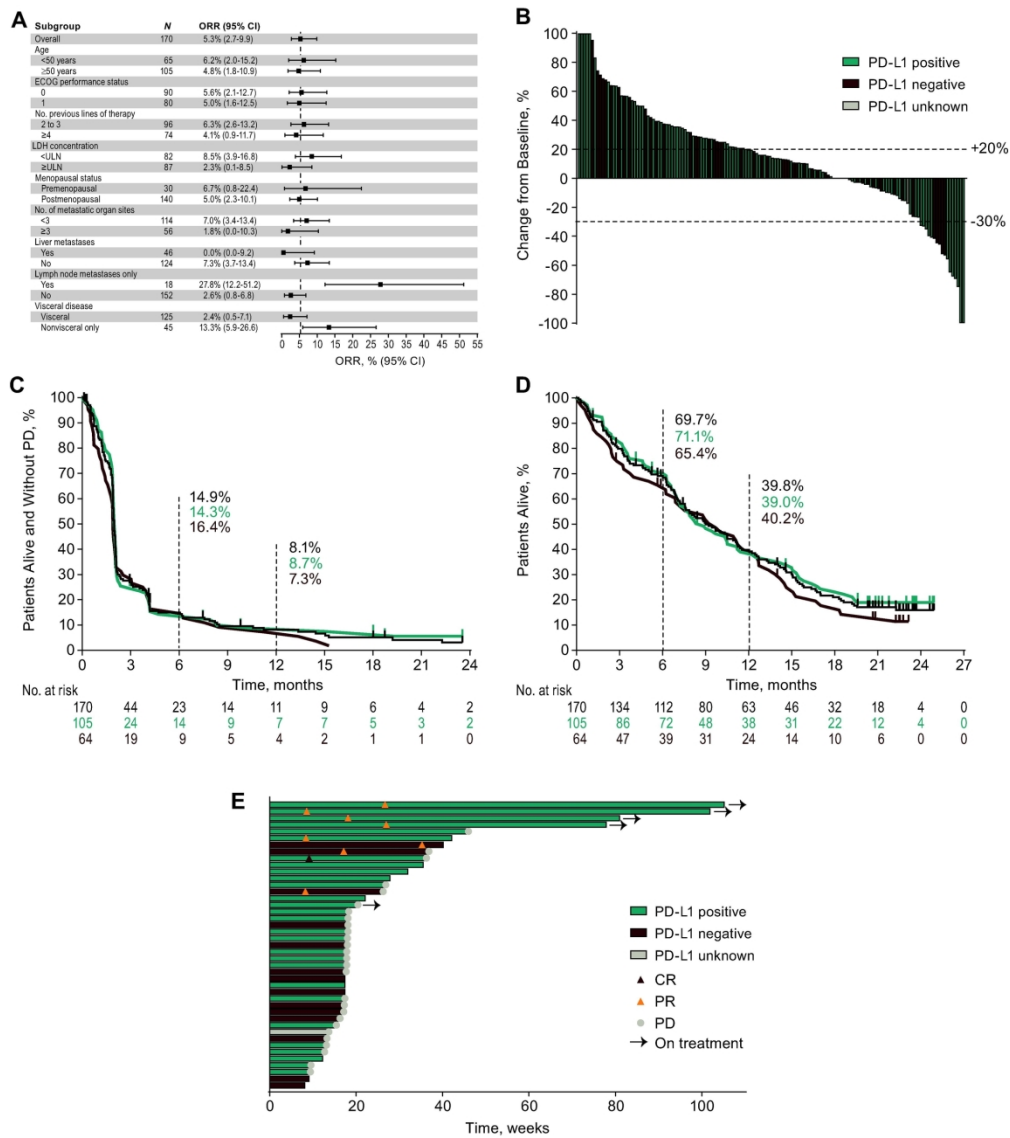 A
Subgroup N ORR (95% CI)
Overall 170 5.3% (2.7-9.9)
Age
<50 years 65 6.2% (2.0-15.2)
≥50 years 105 4.8% (1.8-10.9)
ECOG performance status
0 90 5.6% (2.1-12.7)
1 80 5.0% (1.6-12.5)
No. previous lines of therapy
2 to 3 96 6.3% (2.6-13.2)
≥4 74 4.1% (0.9-11.7)
LDH concentration
<ULN 82 8.5% (3.9-16.8)
≥ULN 87 2.3% (0.1-8.5)
Menopausal status
Premenopausal 30 6.7% (0.8-22.4)
Postmenopausal 140 5.0% (2.3-10.1)
No. of metastatic organ sites
<3 114 7.0% (3.4-13.4)
≥3 56 1.8% (0.0-10.3)
Liver metastases
Yes 46 0.0% (0.0-9.2)
No 124 7.3% (3.7-13.4)
Lymph node metastases only
Yes 18 27.8% (12.2-51.2)
No 152 2.6% (0.8-6.8)
Visceral disease
Visceral 125 2.4% (0.5-7.1)
Nonvisceral only 45 13.3% (5.9-26.6)
0 5 10 15 20 25 30 35 40 45 50 55
ORR, % (95% CI)
B
Change from Baseline, %
100
80
60
40
20
0
-20
-40
-60
-80
-100
PD-L1 positive
PD-L1 negative
PD-L1 unknown
+20%
-30%
C
Patients Alive and Without PD, %
100
90
80
70
60
50
40
30
20
10
0
14.9%
14.3%
16.4%
8.1%
8.7%
7.3%
0 3 6 9 12 15 18 21 24
Time, months
No. at risk
170 44 23 14 11 9 6 4 2
105 24 14 9 7 7 5 3 2
64 19 9 5 4 2 1 1 0
D
Patients Alive, %
100
90
80
70
60
50
40
30
20
10
0
69.7%
71.1%
65.4%
39.8%
39.0%
40.2%
0 3 6 9 12 15 18 21 24 27
Time, months
No. at risk
170 134 112 80 63 46 32 18 4 0
105 86 72 48 38 31 22 12 4 0
64 47 39 31 24 14 10 6 0 0
E
PD-L1 positive
PD-L1 negative
PD-L1 unknown
CR
PR
PD
On treatment
0 20 40 60 80 100
Time, weeks